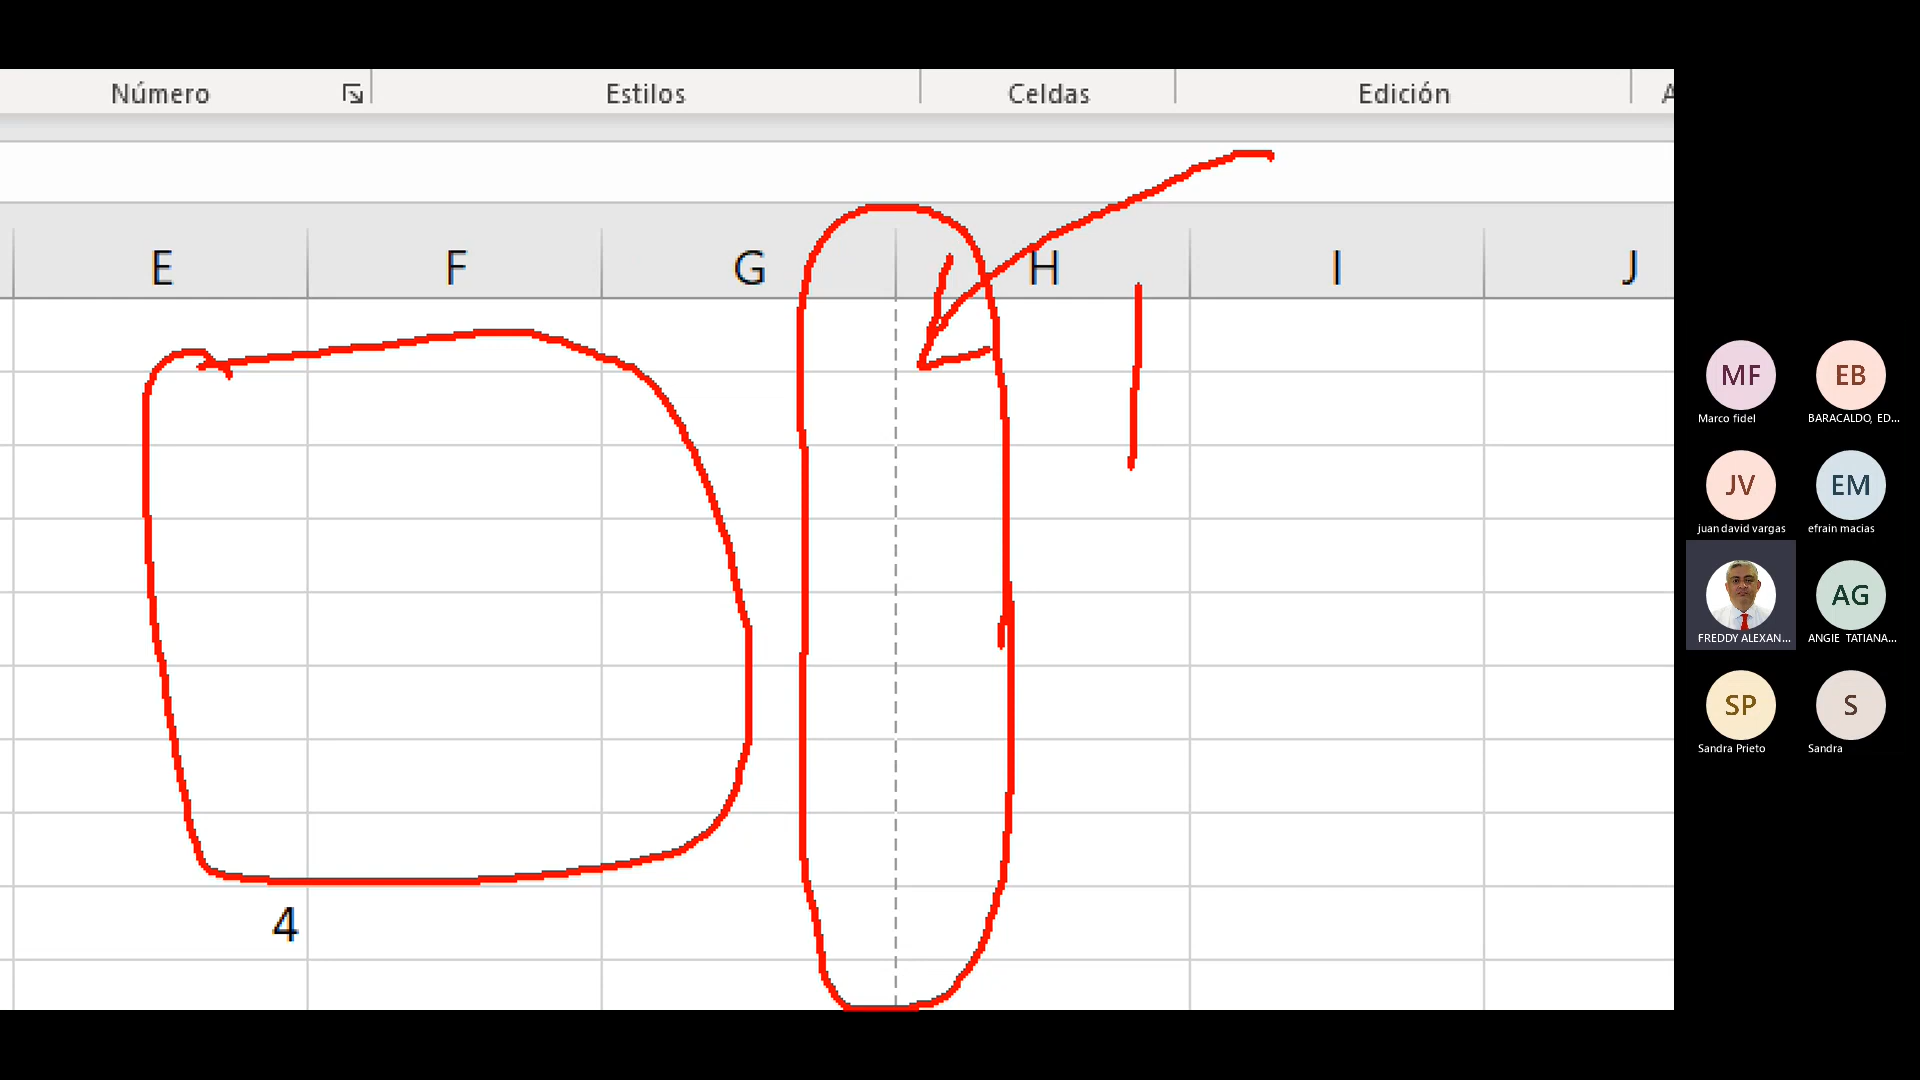 Número Estilos Celdas Edición
E F G H I J
4
MF EB
Marco fidel BARACALDO, ED...
JV EM
juan david vargas efrain macias
AG
FREDDY ALEXAN... ANGIE TATIANA...
SP S
Sandra Prieto Sandra